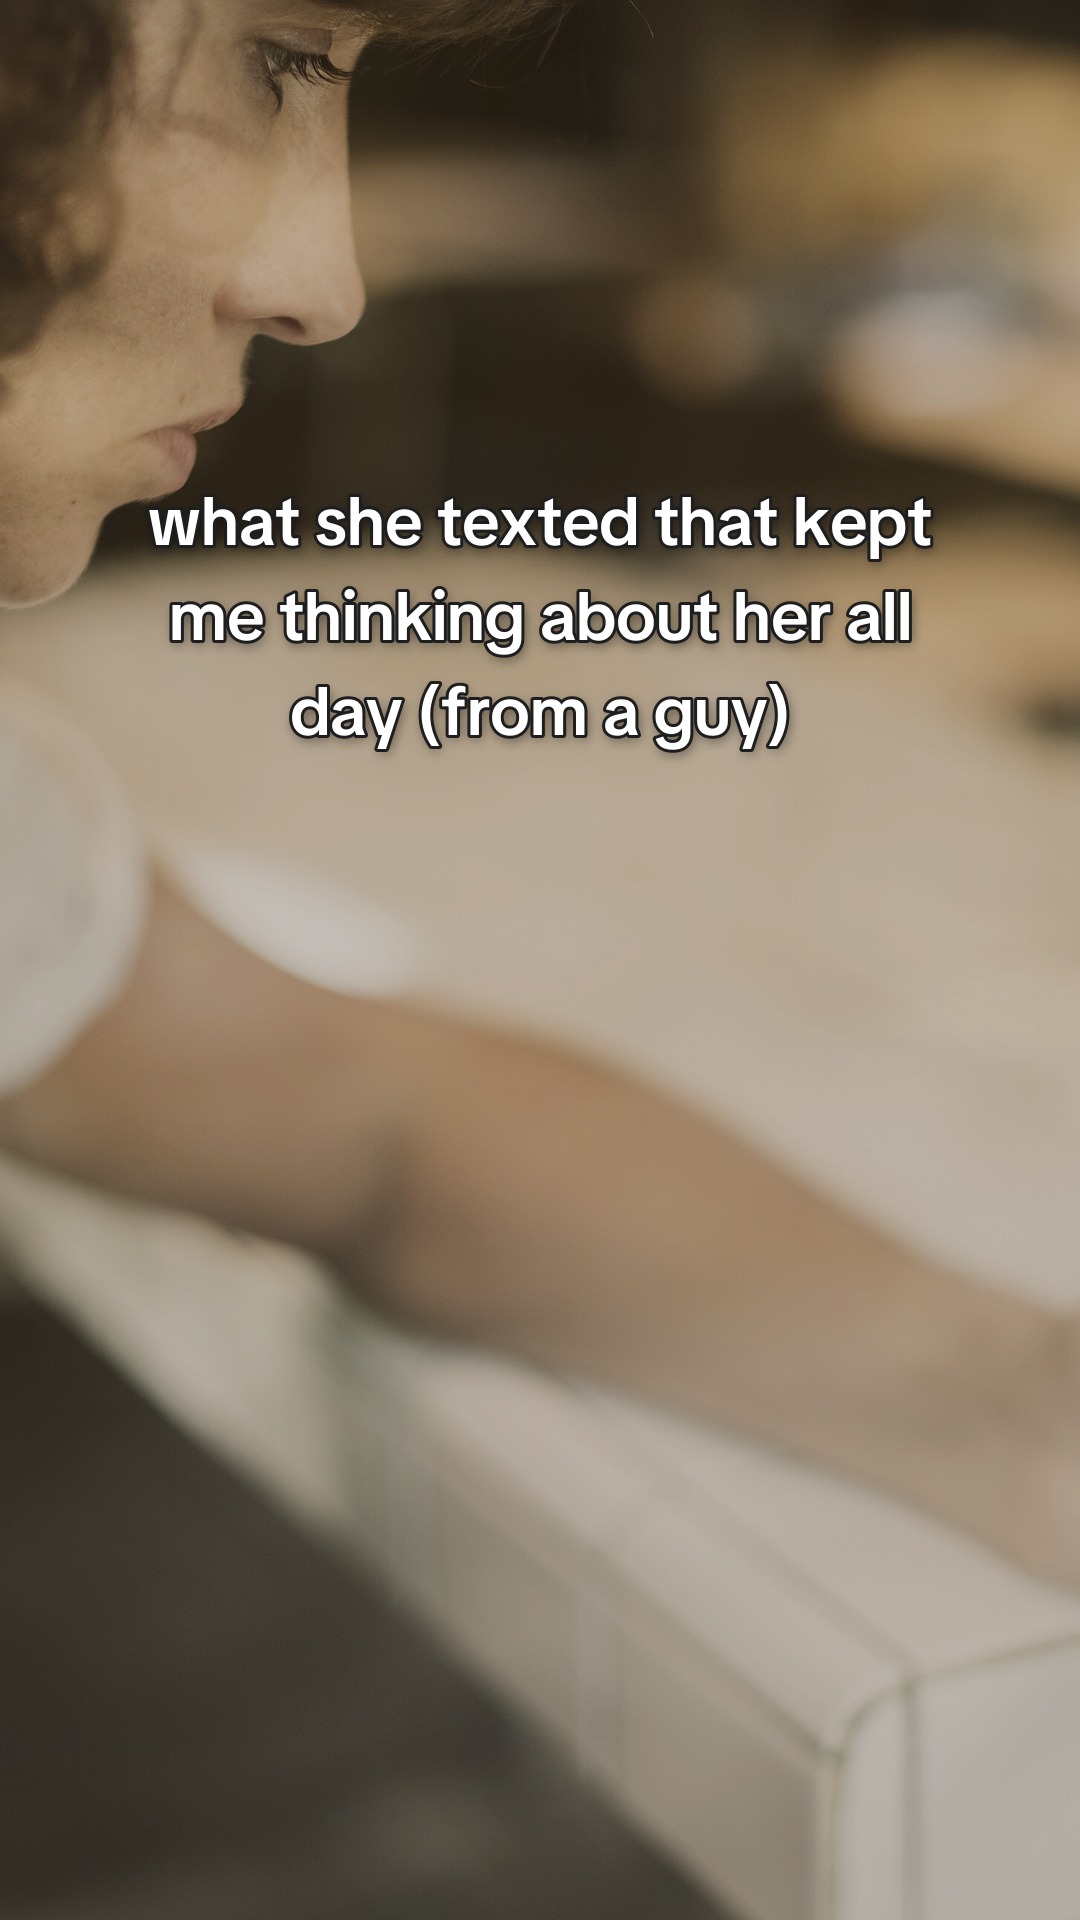 what she texted that kept
me thinking about her all
day (from a guy)